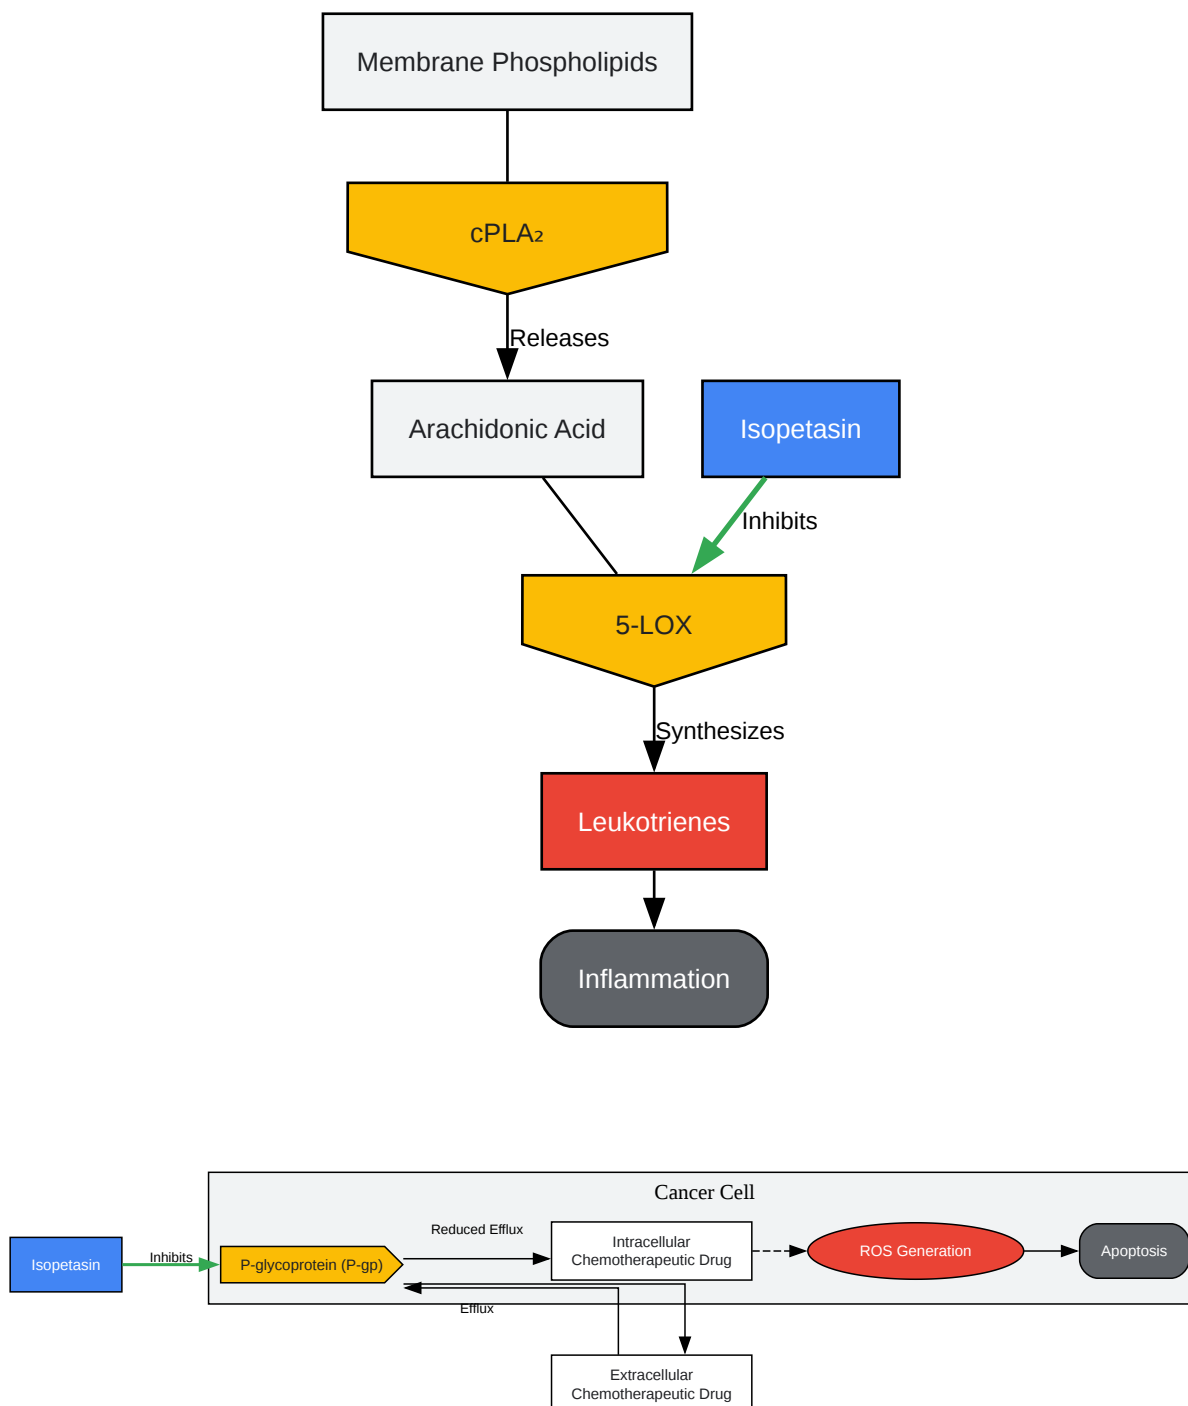 Membrane Phospholipids
cPLA₂
Releases
Arachidonic Acid
Isopetasin
Inhibits
5-LOX
Synthesizes
Leukotrienes
Inflammation
Cancer Cell
Reduced Efflux
Intracellular
Chemotherapeutic Drug
ROS Generation
Apoptosis
Isopetasin
Inhibits
P-glycoprotein (P-gp)
Efflux
Extracellular
Chemotherapeutic Drug